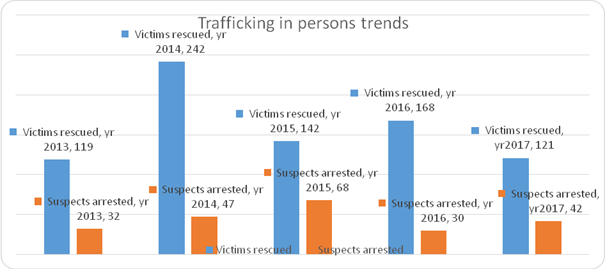 Trafficking in persons trends
Victims rescued, yr
2013, 119
Suspects arrested, yr
2013, 32
Victims rescued, yr
2014, 242
Suspects arrested, yr
2014, 47
Victims rescued, yr
2015, 142
Suspects arrested, yr
2015, 68
Victims rescued, yr
2016, 168
Suspects arrested, yr
2016, 30
Victims rescued,
yr2017, 121
Suspects arrested,
yr2017, 42
Victims rescued Suspects arrested